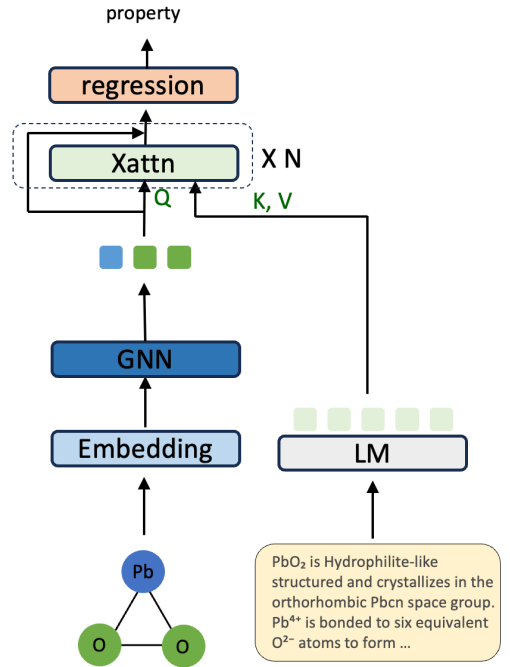 property
regression
Xattn
X N
Q
K, V
GNN
Embedding
LM
Pb
O
O
PbO₂ is Hydrophilite-like
structured and crystallizes in the
orthorhombic Pbcn space group.
Pb⁴⁺ is bonded to six equivalent
O²⁻ atoms to form ...